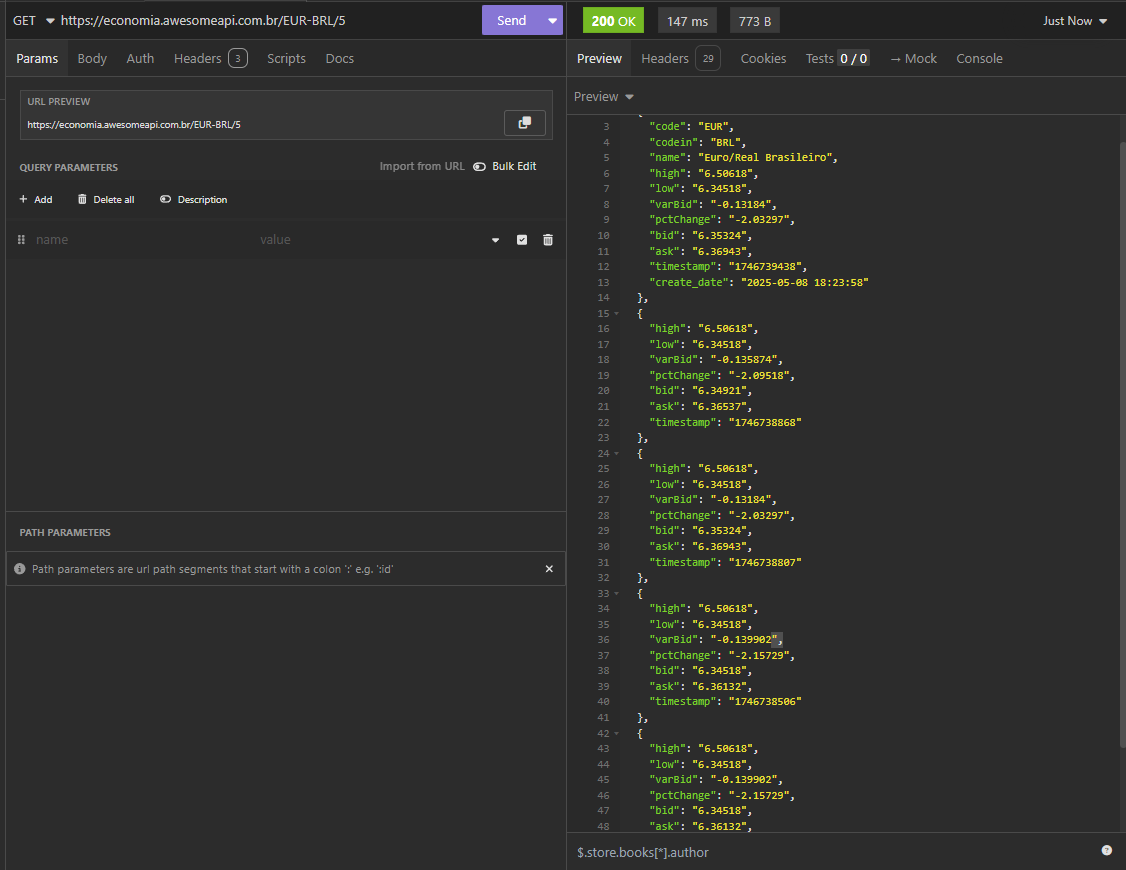 GET https://economia.awesomeapi.com.br/EUR-BRL/5 Send
Params Body Auth Headers 3 Scripts Docs
URL PREVIEW
https://economia.awesomeapi.com.br/EUR-BRL/5
QUERY PARAMETERS Import from URL Bulk Edit
+ Add Delete all Description
name value
PATH PARAMETERS
Path parameters are url path segments that start with a colon ':' e.g. ':id'
200 OK 147 ms 773 B Just Now
Preview Headers 29 Cookies Tests 0 / 0 → Mock Console
Preview
3 "code": "EUR",
4 "codein": "BRL",
5 "name": "Euro/Real Brasileiro",
6 "high": "6.50618",
7 "low": "6.34518",
8 "varBid": "-0.13184",
9 "pctChange": "-2.03297",
10 "bid": "6.35324",
11 "ask": "6.36943",
12 "timestamp": "1746739438",
13 "create_date": "2025-05-08 18:23:58"
14 },
15 {
16 "high": "6.50618",
17 "low": "6.34518",
18 "varBid": "-0.135874",
19 "pctChange": "-2.09518",
20 "bid": "6.34921",
21 "ask": "6.36537",
22 "timestamp": "1746738868"
23 },
24 {
25 "high": "6.50618",
26 "low": "6.34518",
27 "varBid": "-0.13184",
28 "pctChange": "-2.03297",
29 "bid": "6.35324",
30 "ask": "6.36943",
31 "timestamp": "1746738807"
32 },
33 {
34 "high": "6.50618",
35 "low": "6.34518",
36 "varBid": "-0.139902",
37 "pctChange": "-2.15729",
38 "bid": "6.34518",
39 "ask": "6.36132",
40 "timestamp": "1746738506"
41 },
42 {
43 "high": "6.50618",
44 "low": "6.34518",
45 "varBid": "-0.139902",
46 "pctChange": "-2.15729",
47 "bid": "6.34518",
48 "ask": "6.36132",
$.store.books[*].author